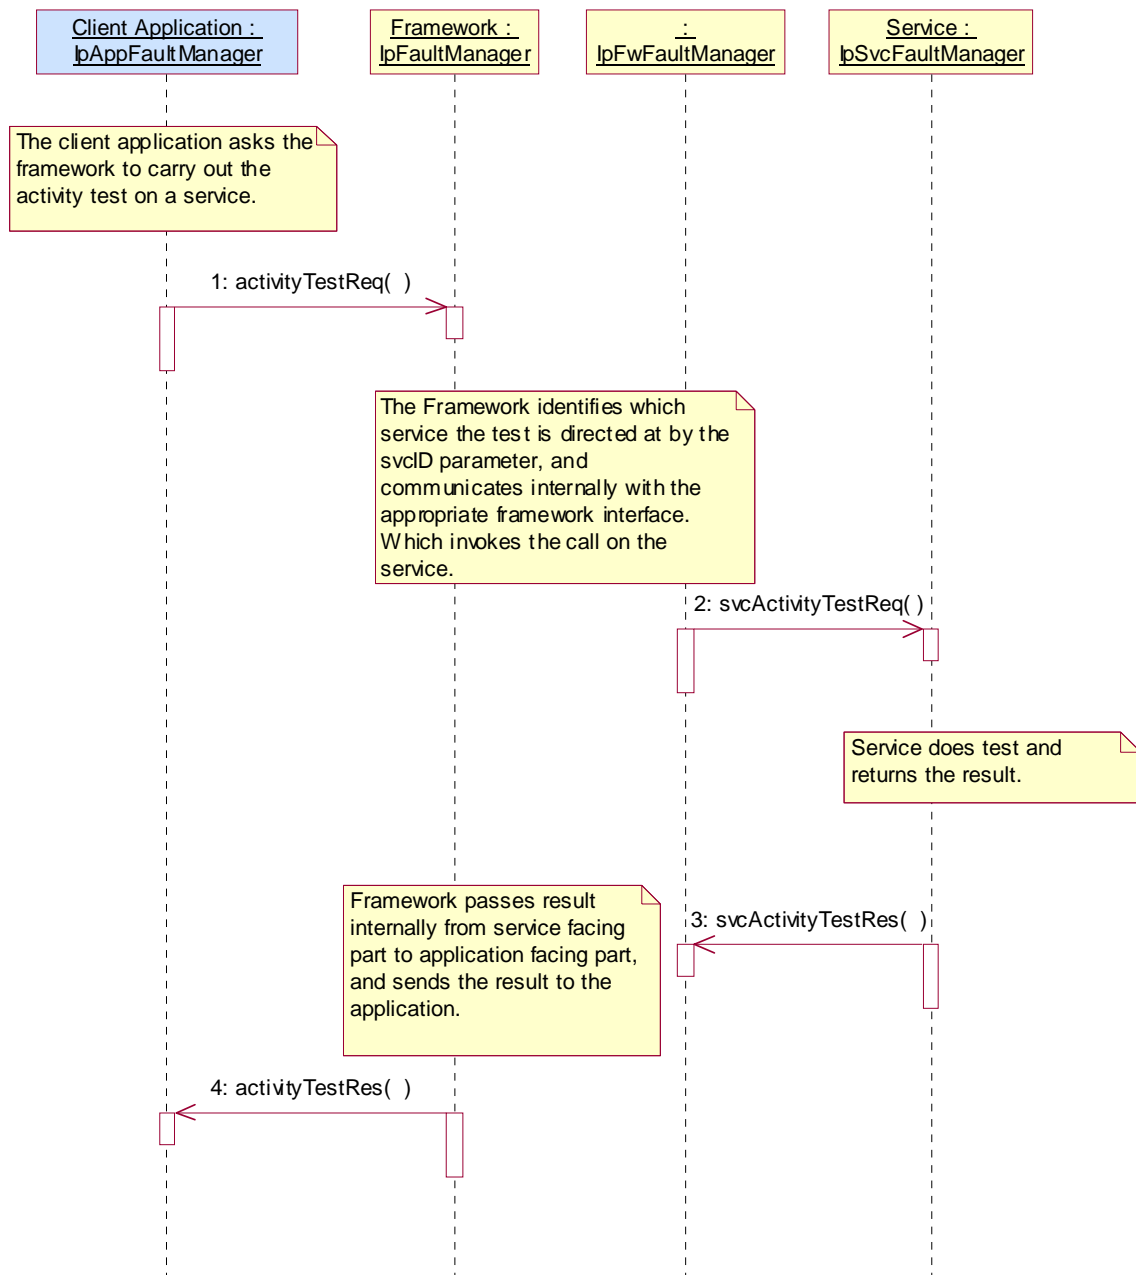 Client Application :
IpAppFaultManager
Framework :
IpFaultManager
:
IpFwFaultManager
Service :
IpSvcFaultManager
The client application asks the
framework to carry out the
activity test on a service.
1: activityTestReq( )
The Framework identifies which
service the test is directed at by the
svcID parameter, and
communicates internally with the
appropriate framework interface.
Which invokes the call on the
service.
2: svcActivityTestReq( )
Service does test and
returns the result.
Framework passes result
internally from service facing
part to application facing part,
and sends the result to the
application.
3: svcActivityTestRes( )
4: activityTestRes( )